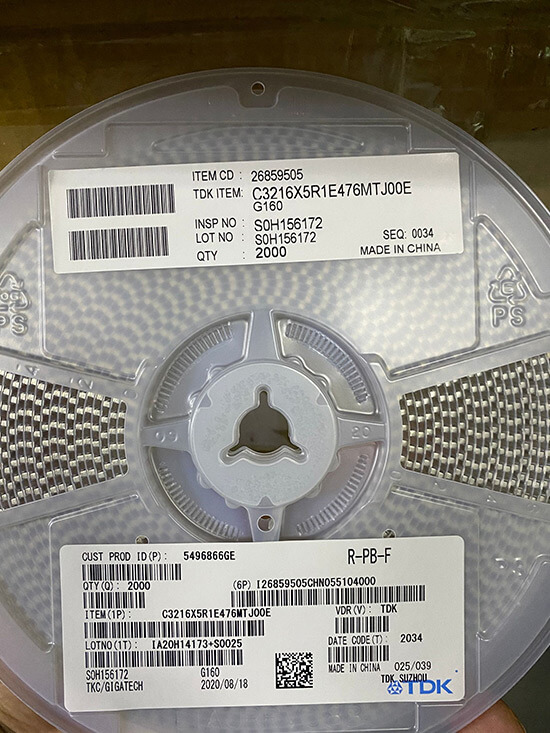 ITEM CD : 26859505
TDK ITEM: C3216X5R1E476MTJ00E
G160
INSP NO : S0H156172
LOT NO : S0H156172
SEQ: 0034
QTY : 2000
MADE IN CHINA
PS
PS
20
CUST PROD ID(P): 5496866GE
R-PB-F
QTY(Q): 2000
(6P) I26859505CHN055104000
ITEM(1P): C3216X5R1E476MTJ00E
VDR(V): TDK
LOTNO(1T): IA20H14173+S0025
DATE CODE(T): 2034
S0H156172 G160
MADE IN CHINA 025/039
TKC/GIGATECH 2020/08/18
TDK SUZHOU
TDK